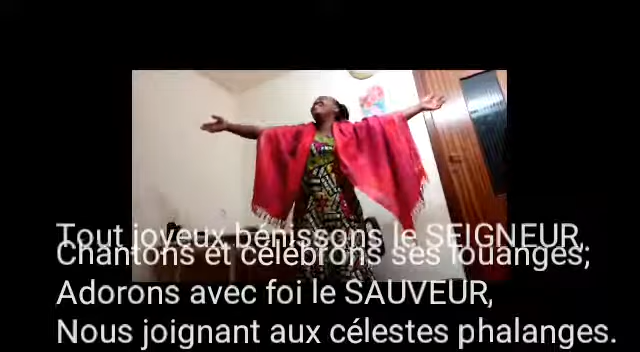 Tout joyeux bénissons le SEIGNEUR,
Chantons et célébrons ses louanges;
Adorons avec foi le SAUVEUR,
Nous joignant aux célestes phalanges.